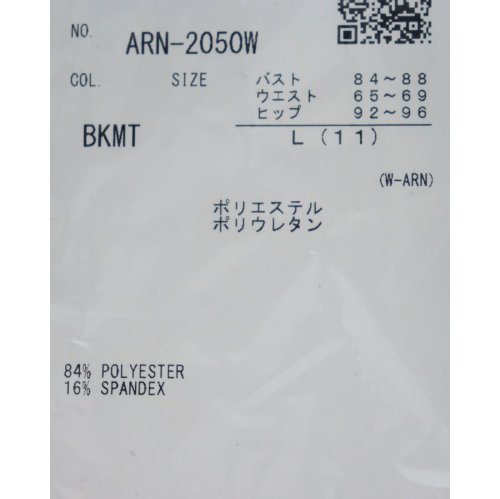 NO. ARN-2050W
COL. SIZE バスト 84~88
ウエスト 65~69
ヒップ 92~96
BKMT L(11)
(W-ARN)
ポリエステル
ポリウレタン
84% POLYESTER
16% SPANDEX